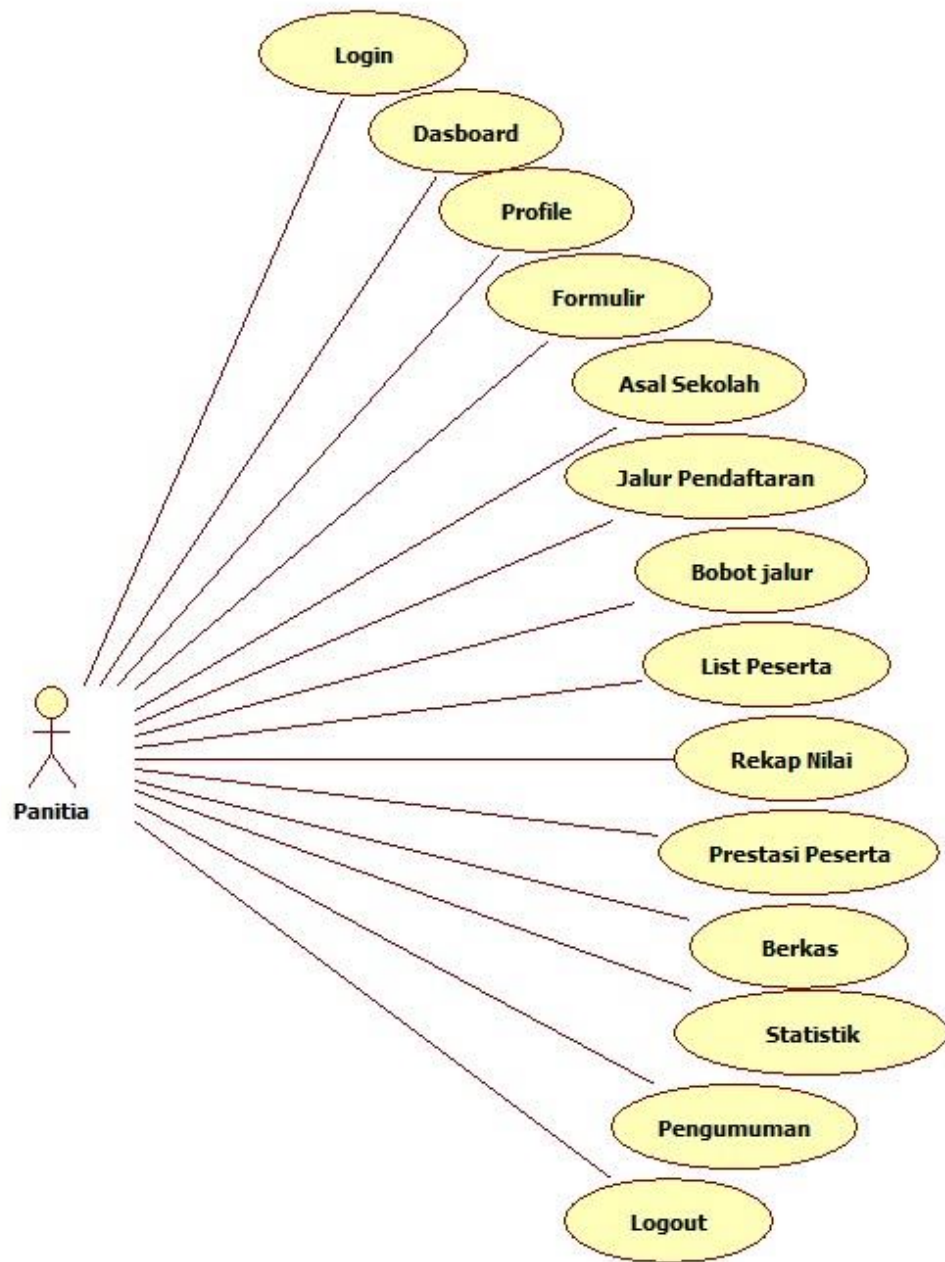 Login
Dasboard
Profile
Formulir
Asal Sekolah
Jalur Pendaftaran
Bobot jalur
List Peserta
Rekap Nilai
Panitia
Prestasi Peserta
Berkas
Statistik
Pengumuman
Logout